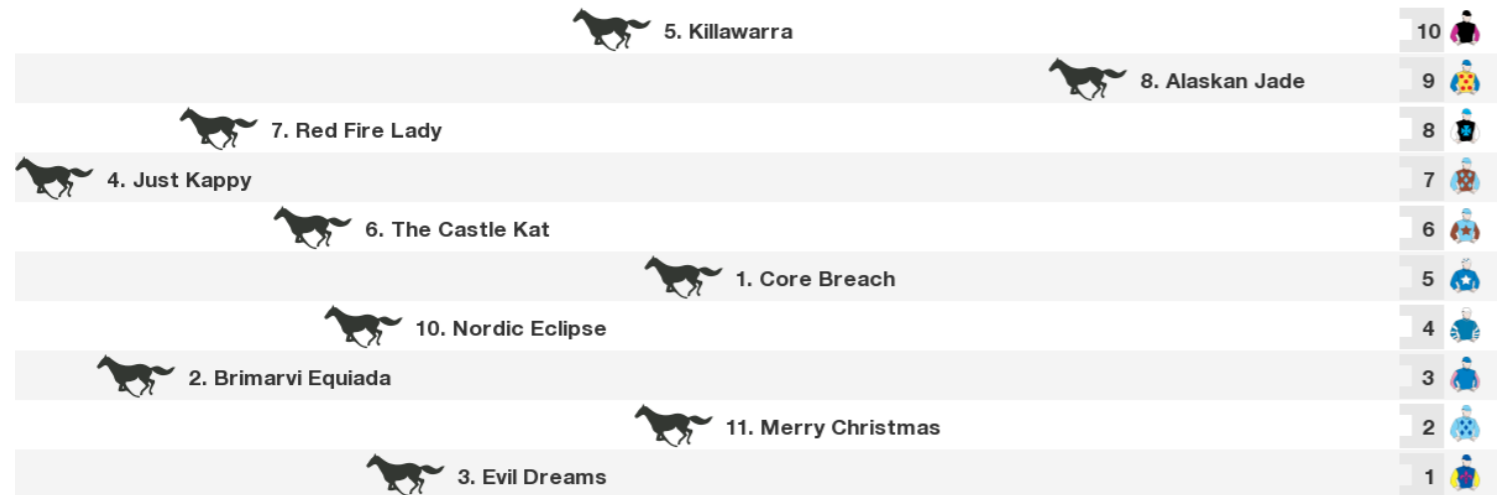 5. Killawarra 10
8. Alaskan Jade 9
7. Red Fire Lady 8
4. Just Kappy 7
6. The Castle Kat 6
1. Core Breach 5
10. Nordic Eclipse 4
2. Brimarvi Equiada 3
11. Merry Christmas 2
3. Evil Dreams 1